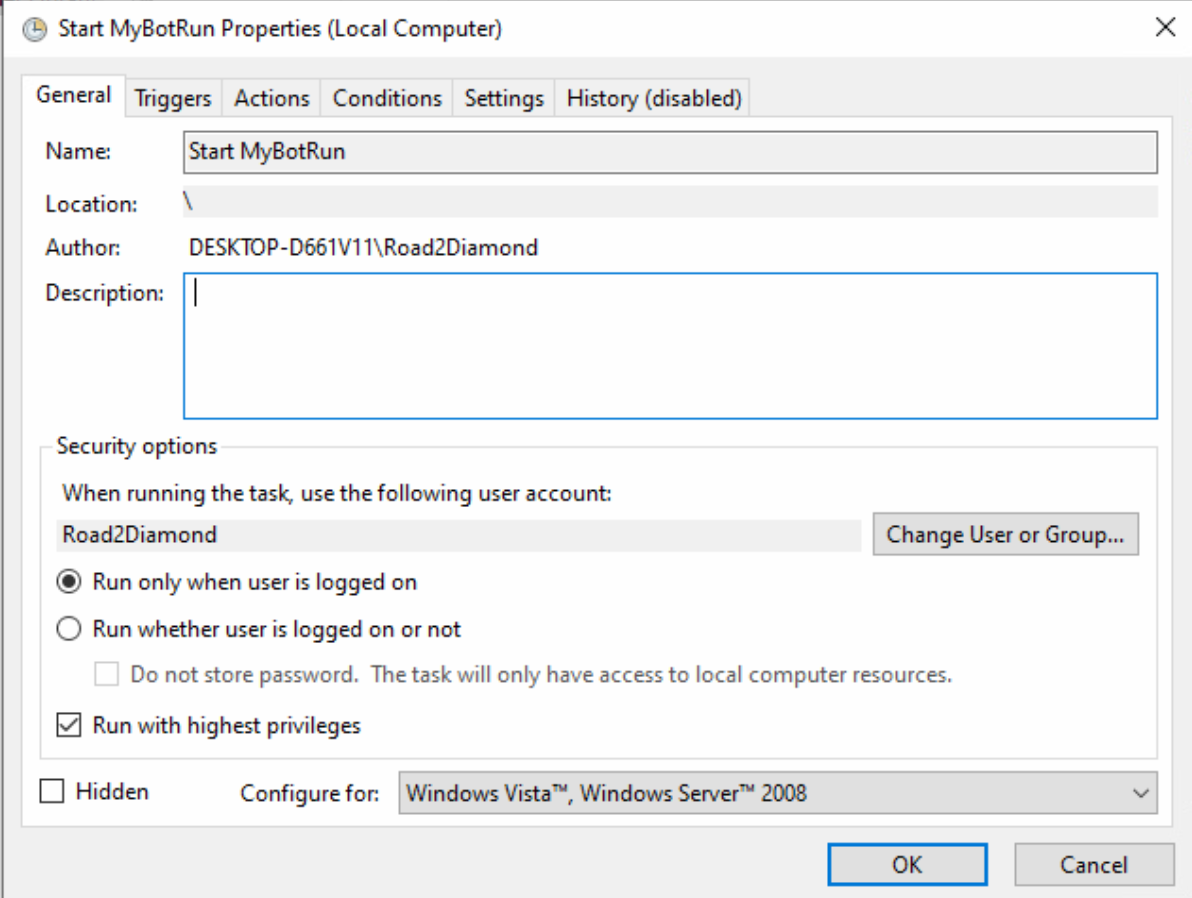 Start MyBotRun Properties (Local Computer)
General Triggers Actions Conditions Settings History (disabled)
Name: Start MyBotRun
Location: \
Author: DESKTOP-D661V11\Road2Diamond
Description:
Security options
When running the task, use the following user account:
Road2Diamond Change User or Group...
Run only when user is logged on
Run whether user is logged on or not
Do not store password. The task will only have access to local computer resources.
Run with highest privileges
Hidden Configure for: Windows Vista™, Windows Server™ 2008
OK Cancel